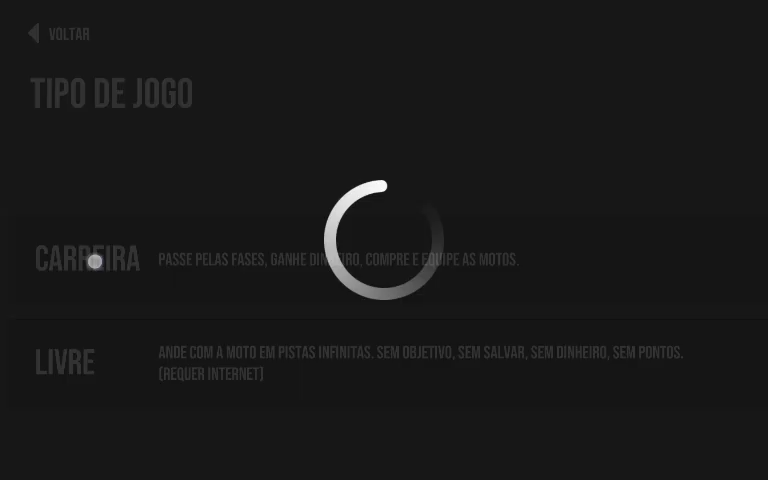 VOLTAR
TIPO DE JOGO
CARREIRA
PASSE PELAS FASES, GANHE DINHEIRO, COMPRE E EQUIPE AS MOTOS.
LIVRE
ANDE COM A MOTO EM PISTAS INFINITAS. SEM OBJETIVO, SEM SALVAR, SEM DINHEIRO, SEM PONTOS.
(REQUER INTERNET)